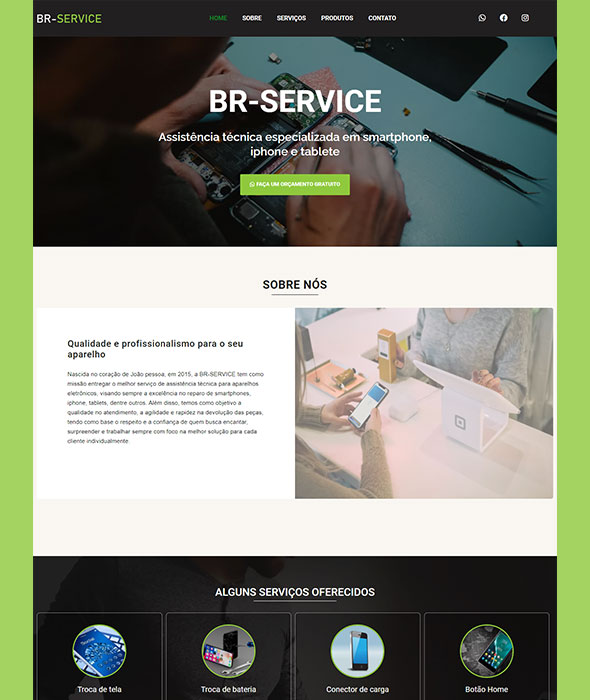 BR-SERVICE
HOME SOBRE SERVIÇOS PRODUTOS CONTATO
BR-SERVICE
Assistência técnica especializada em smartphone,
iphone e tablete
FAÇA UM ORÇAMENTO GRATUITO
SOBRE NÓS
Qualidade e profissionalismo para o seu
aparelho
Nascida no coração de João pessoa, em 2015, a BR-SERVICE tem como
missão entregar o melhor serviço de assistência técnica para aparelhos
eletrônicos, visando sempre a excelência no reparo de smartphones,
iphone, tablets, dentre outros. Além disso, temos como objetivo a
qualidade no atendimento, a agilidade e rapidez na devolução das peças,
tendo como base o respeito e a confiança de quem busca encantar,
surpreender e trabalhar sempre com foco na melhor solução para cada
cliente individualmente.
ALGUNS SERVIÇOS OFERECIDOS
Troca de tela
Troca de bateria
Conector de carga
Botão Home